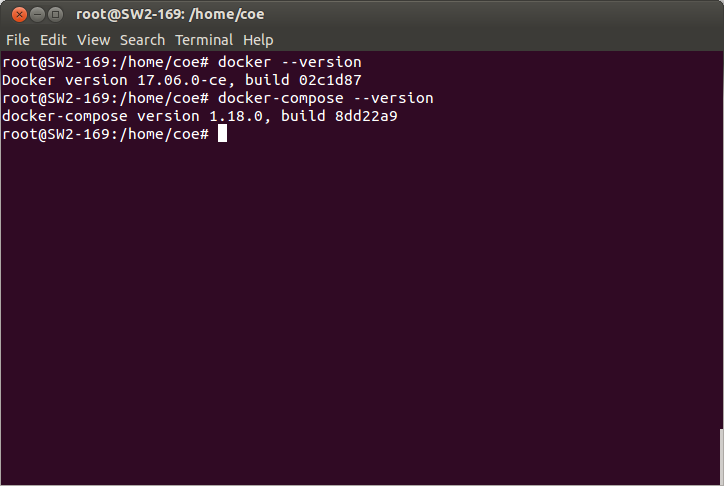 root@SW2-169: /home/coe
File Edit View Search Terminal Help
root@SW2-169:/home/coe# docker --version
Docker version 17.06.0-ce, build 02c1d87
root@SW2-169:/home/coe# docker-compose --version
docker-compose version 1.18.0, build 8dd22a9
root@SW2-169:/home/coe#